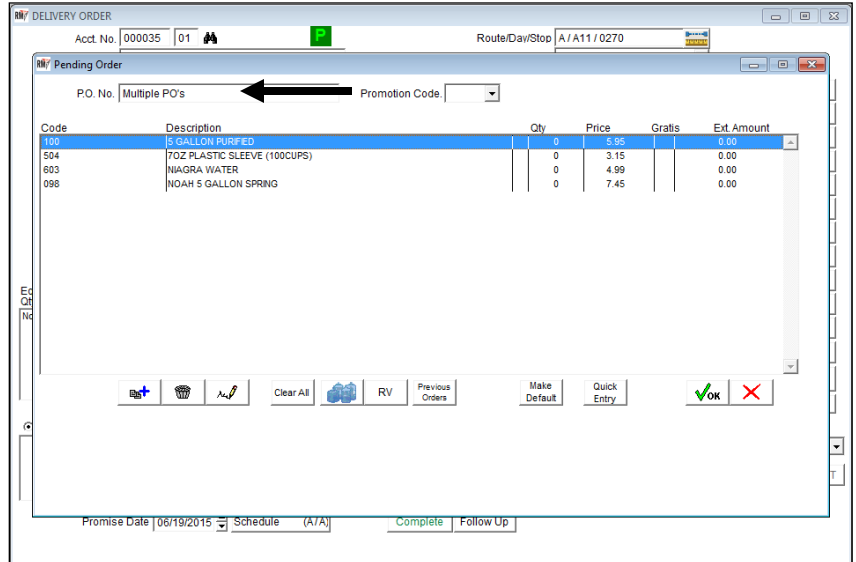 RMA DELIVERY ORDER
Acct. No. 000035 01 P Route/Day/Stop A / A11 / 0270
RMA Pending Order
P.O. No. Multiple PO's Promotion Code.
Code Description Qty Price Gratis Ext. Amount
100 5 GALLON PURIFIED 0 5.95 0.00
504 7OZ PLASTIC SLEEVE (100CUPS) 0 3.15 0.00
603 NIAGRA WATER 0 4.99 0.00
098 NOAH 5 GALLON SPRING 0 7.45 0.00
Qt
No
Clear All RV Previous Orders Make Default Quick Entry OK
T
Promise Date 06/19/2015 Schedule (A/A) Complete Follow Up